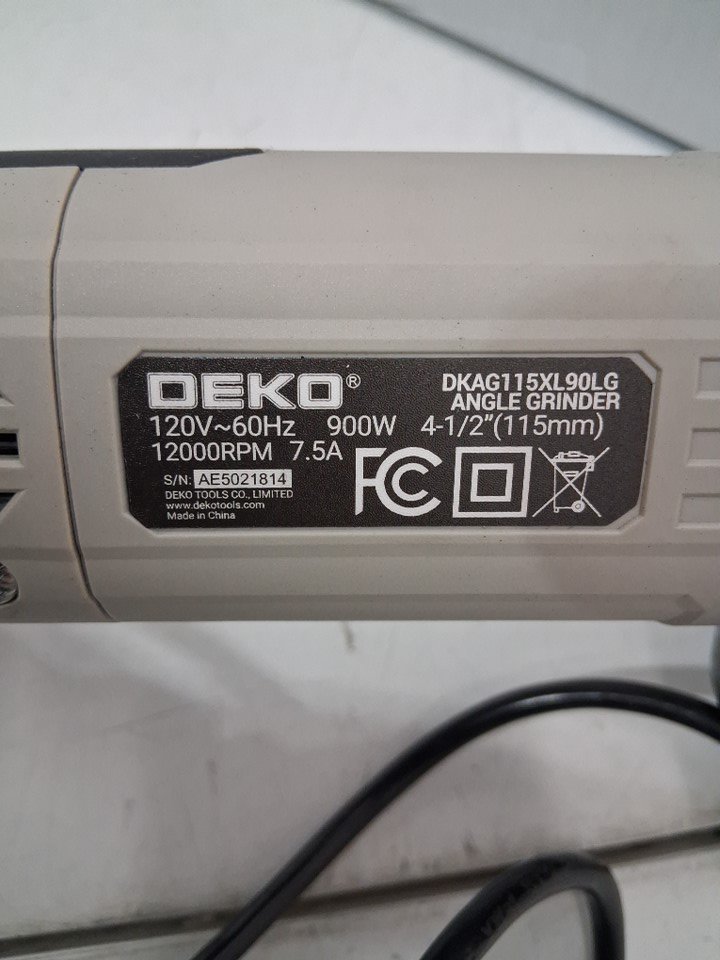 DEKO®
DKAG115XL90LG
ANGLE GRINDER
120V~60Hz 900W 4-1/2"(115mm)
12000RPM 7.5A
S/N: AE5021814
DEKO TOOLS CO., LIMITED
www.dekotools.com
Made in China
FC